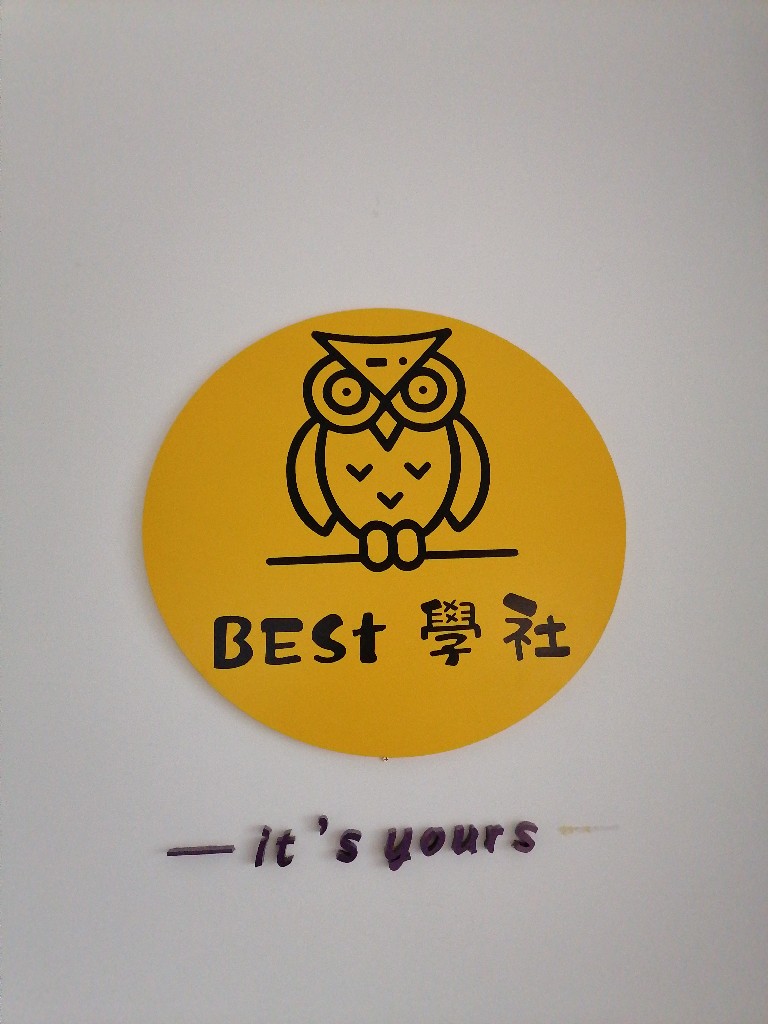 BESt 學社
— it's yours